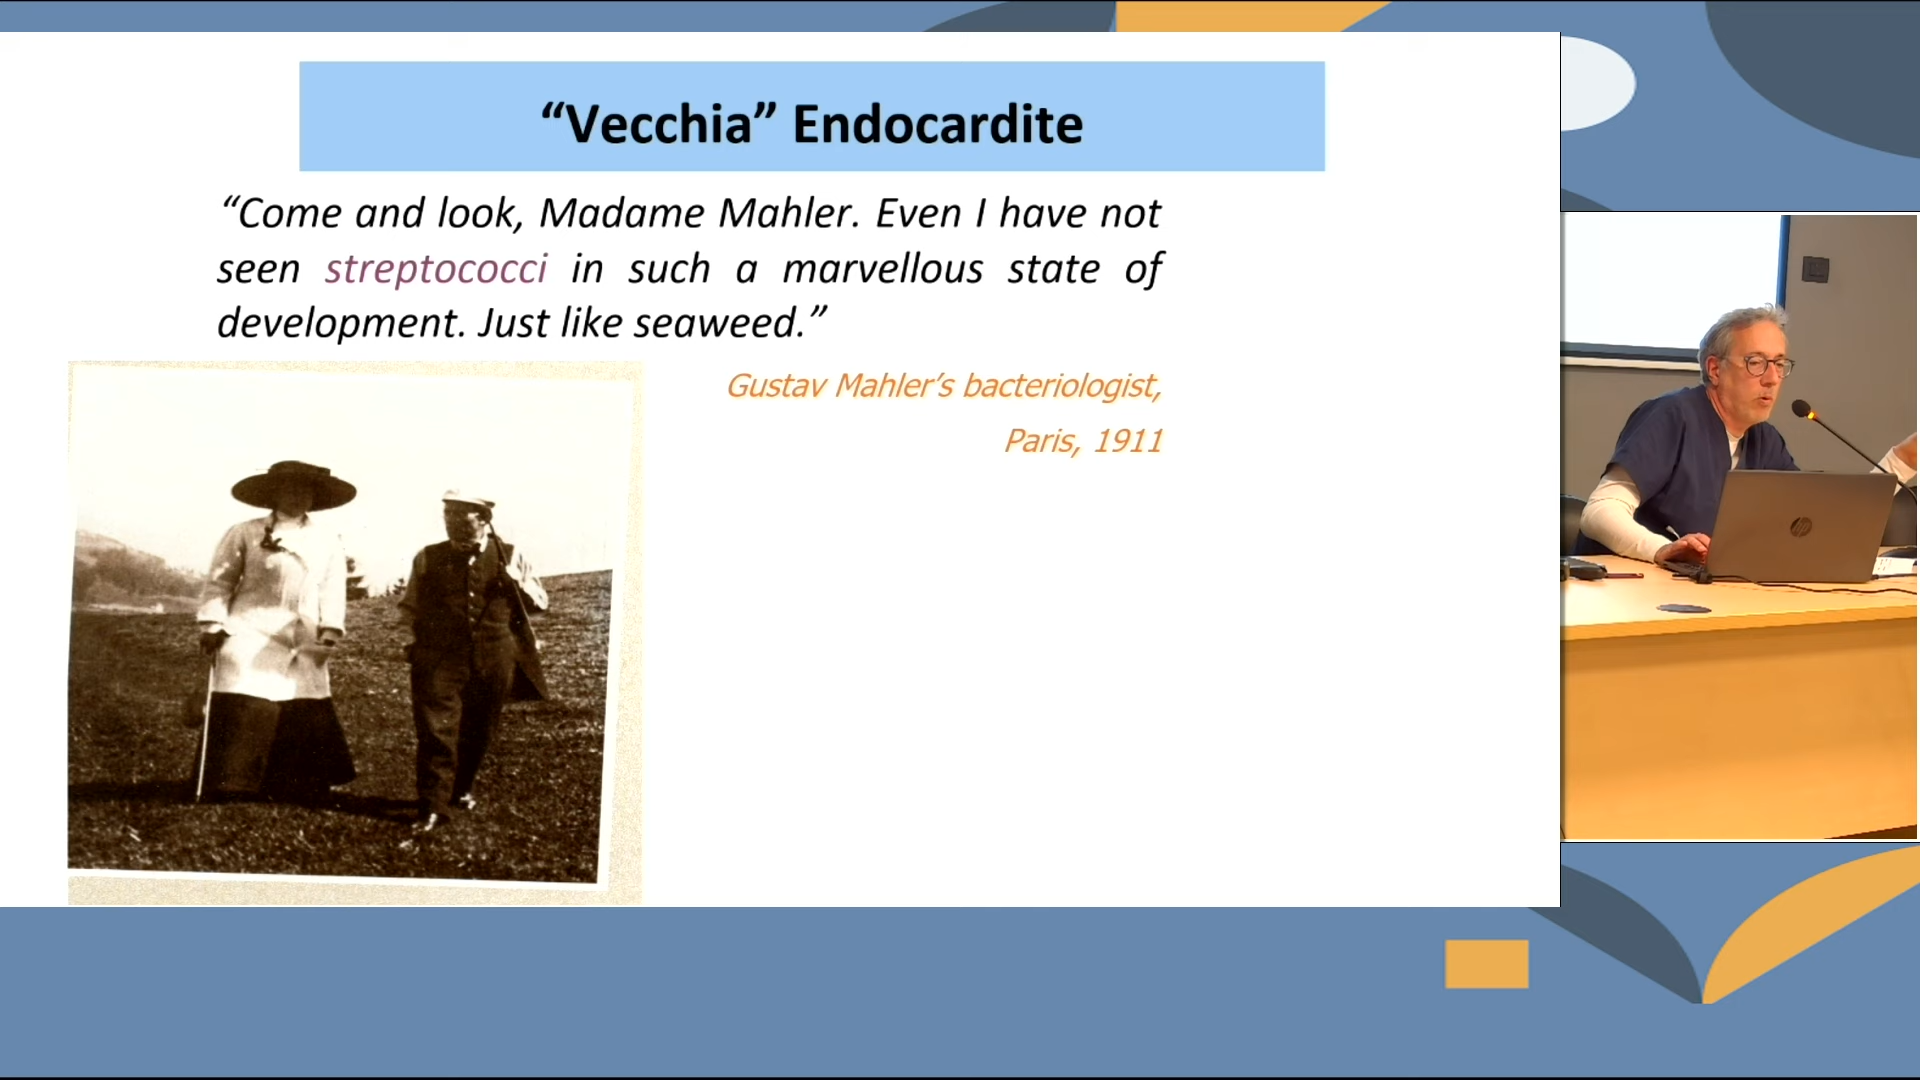 “Vecchia” Endocardite
“Come and look, Madame Mahler. Even I have not
seen streptococci in such a marvellous state of
development. Just like seaweed.”
Gustav Mahler’s bacteriologist,
Paris, 1911
hp